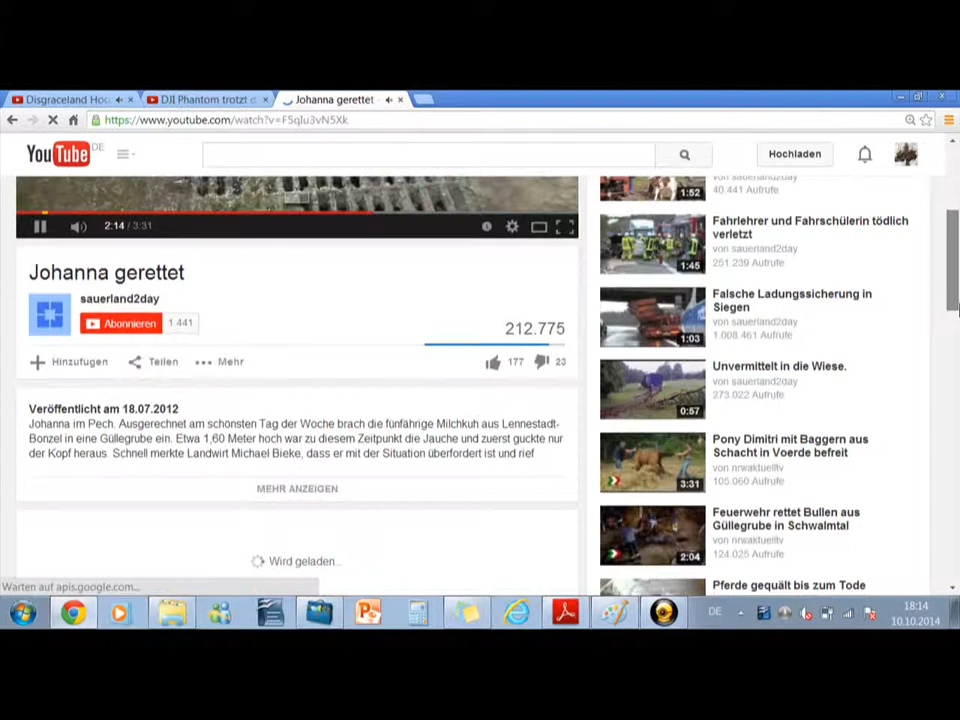 Disgraceland Hoo
DJI Phantom trotzt d
Johanna gerettet
https://www.youtube.com/watch?v=F5qIu3vN5Xk
YouTube DE
Hochladen
2:14 / 3:31
Johanna gerettet
sauerland2day
Abonnieren 1.441
212.775
Hinzufügen Teilen Mehr 177 23
Veröffentlicht am 18.07.2012
Johanna im Pech. Ausgerechnet am schönsten Tag der Woche brach die fünfährige Milchkuh aus Lennestadt-
Bonzel in eine Güllegrube ein. Etwa 1,60 Meter hoch war zu diesem Zeitpunkt die Jauche und zuerst guckte nur
der Kopf heraus. Schnell merkte Landwirt Michael Bieke, dass er mit der Situation überfordert ist und rief
MEHR ANZEIGEN
Wird geladen...
1:52
von sauerland2day
40.441 Aufrufe
1:45
Fahrlehrer und Fahrschülerin tödlich
verletzt
von sauerland2day
251.239 Aufrufe
1:03
Falsche Ladungssicherung in
Siegen
von sauerland2day
1.008.461 Aufrufe
0:57
Unvermittelt in die Wiese.
von sauerland2day
273.022 Aufrufe
3:31
Pony Dimitri mit Baggern aus
Schacht in Voerde befreit
von nrwaktuelltv
105.060 Aufrufe
2:04
Feuerwehr rettet Bullen aus
Güllegrube in Schwalmtal
von nrwaktuelltv
124.025 Aufrufe
Pferde gequält bis zum Tode
Warten auf apis.google.com...
DE
18:14
10.10.2014